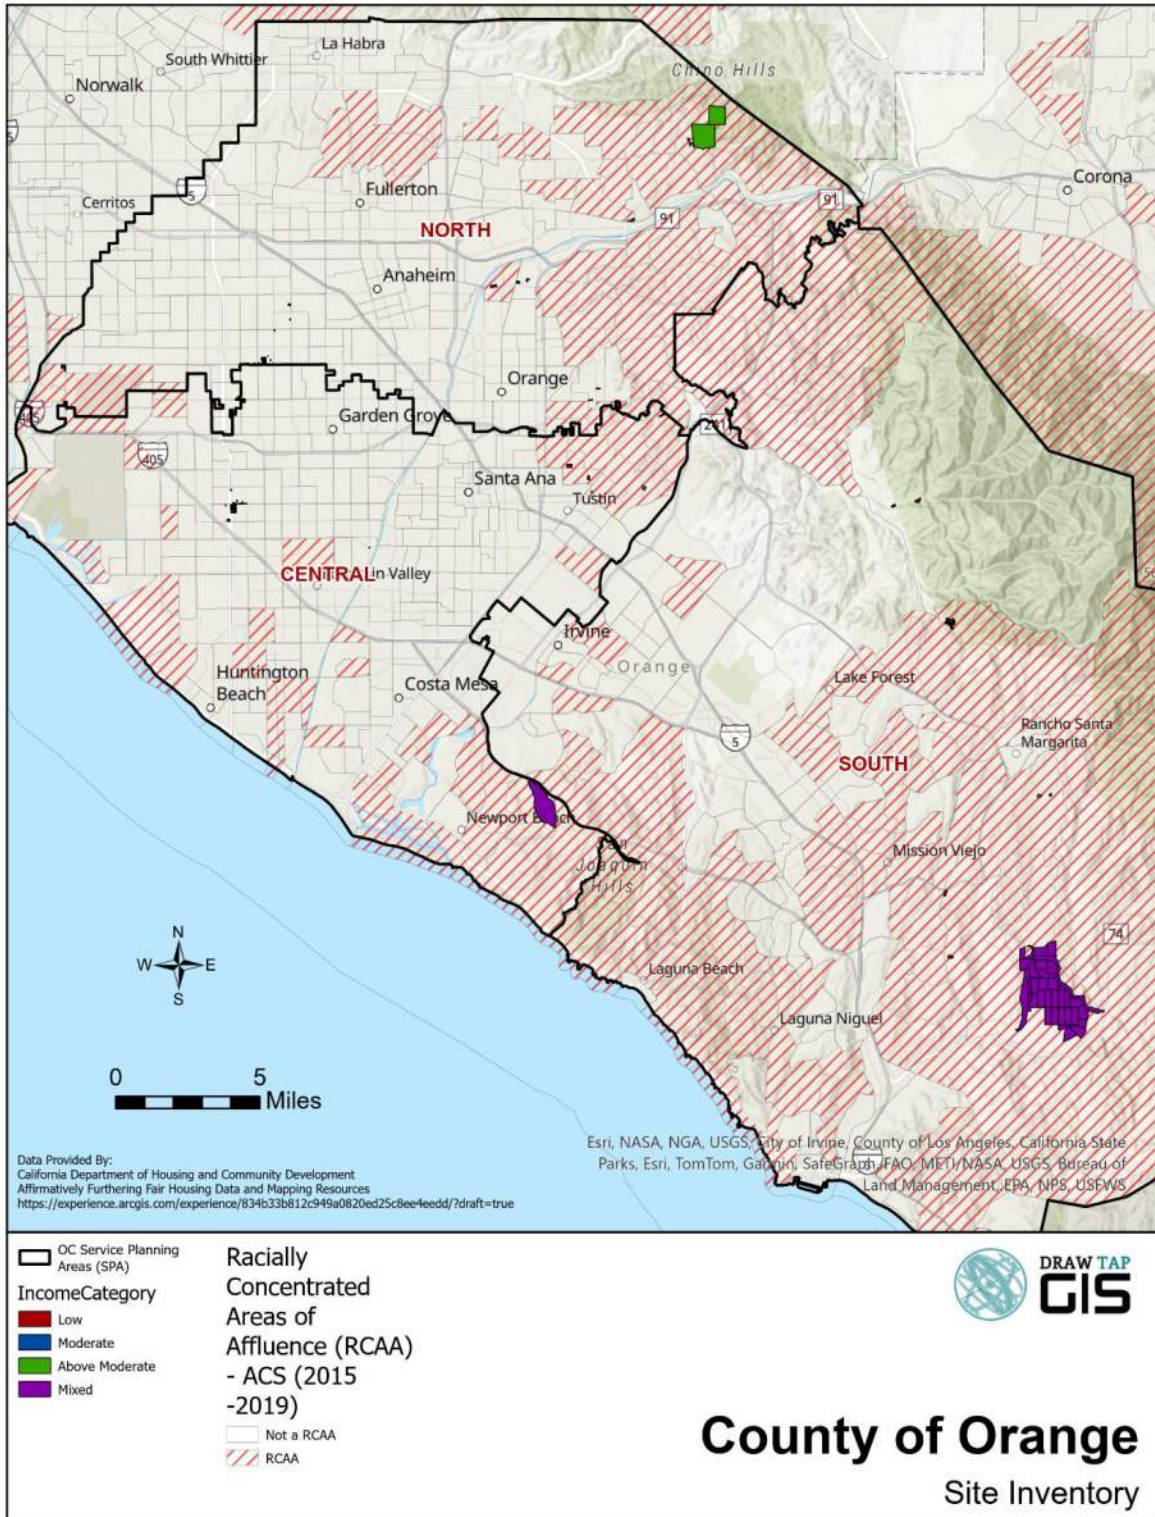 Chino Hills
La Habra
South Whittier
Norwalk
5
Corona
5
Fullerton
91
91
Cerritos
NORTH
Anaheim
Orange
405
Garden Grove
241
405
Santa Ana
Tustin
CENTRAL
in Valley
Irvine
Orange
Huntington
Beach
Costa Mesa
Lake Forest
Rancho Santa
Margarita
5
SOUTH
Newport
San
Joaquin
Hills
Mission Viejo
74
N
W
E
S
Laguna Beach
Laguna Niguel
0
5
Miles
Esri, NASA, NGA, USGS, City of Irvine, County of Los Angeles, California State
Parks, Esri, TomTom, Garmin, SafeGraph, FAO, METI/NASA, USGS, Bureau of
Land Management, EPA, NPS, USFWS
Data Provided By:
California Department of Housing and Community Development
Affirmatively Furthering Fair Housing Data and Mapping Resources
https://experience.arcgis.com/experience/834b33b812c949a0820ed25c8ee4eedd/?draft=true
OC Service Planning
Areas (SPA)
IncomeCategory
Low
Moderate
Above Moderate
Mixed
Racially
Concentrated
Areas of
Affluence (RCAA)
- ACS (2015
-2019)
Not a RCAA
RCAA
DRAW TAP
GIS
County of Orange
Site Inventory